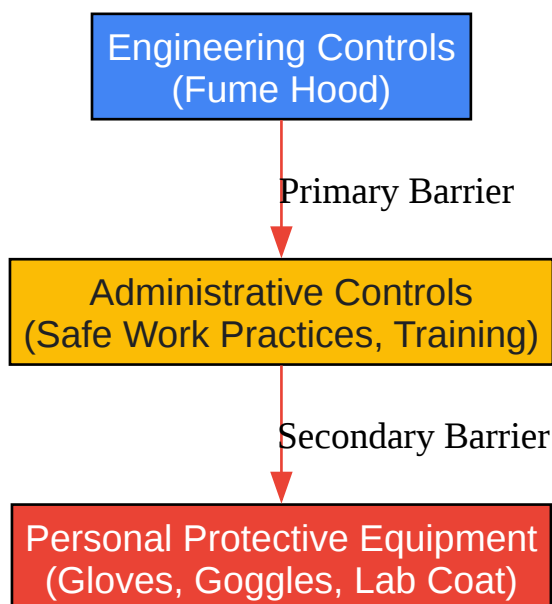 Engineering Controls
(Fume Hood)
Primary Barrier
Administrative Controls
(Safe Work Practices, Training)
Secondary Barrier
Personal Protective Equipment
(Gloves, Goggles, Lab Coat)